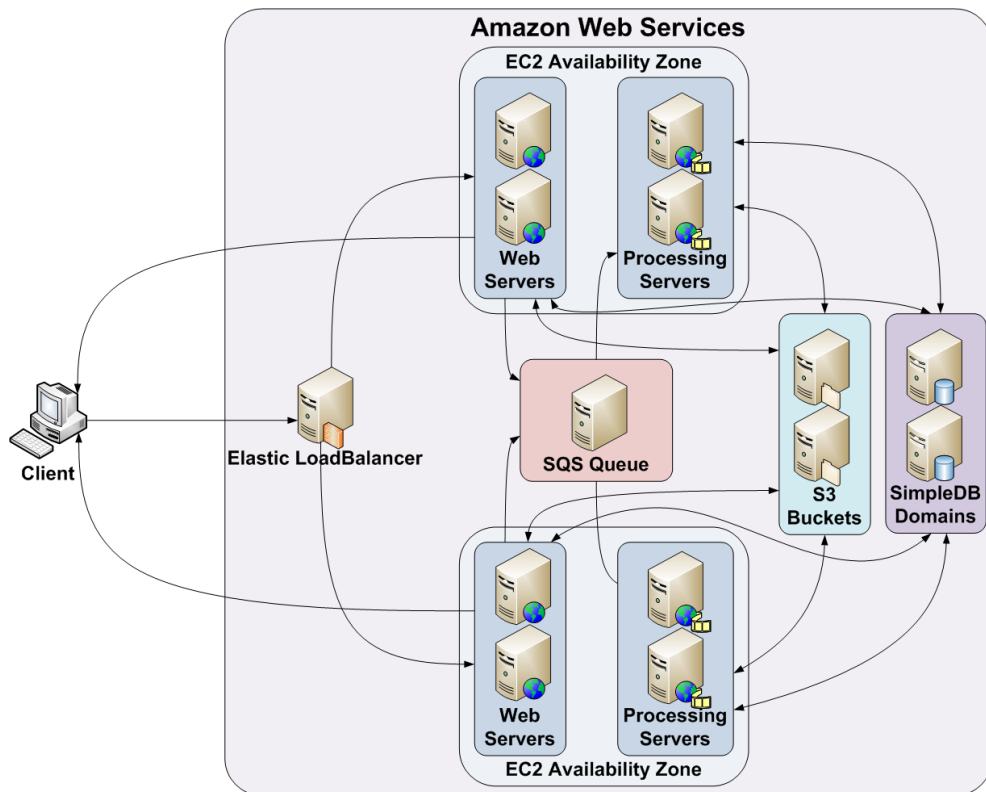 Amazon Web Services
EC2 Availability Zone
Web
Servers
Processing
Servers
Client
Elastic LoadBalancer
SQS Queue
S3
Buckets
SimpleDB
Domains
Web
Servers
Processing
Servers
EC2 Availability Zone